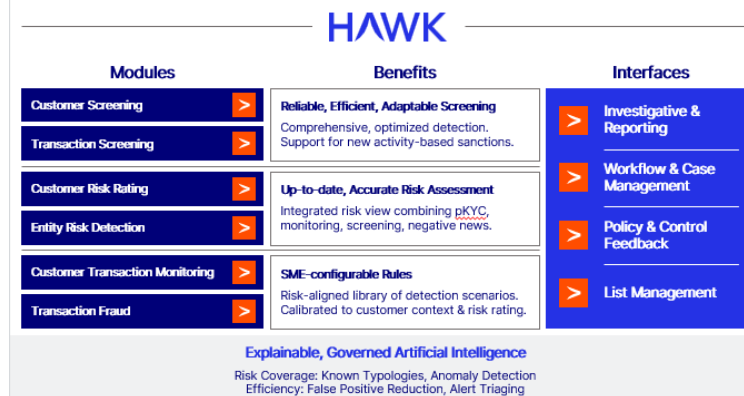 HAWK
Modules
Benefits
Interfaces
Customer Screening
>
Transaction Screening
>
Customer Risk Rating
>
Entity Risk Detection
>
Customer Transaction Monitoring
>
Transaction Fraud
>
Reliable, Efficient, Adaptable Screening
Comprehensive, optimized detection.
Support for new activity-based sanctions.
Up-to-date, Accurate Risk Assessment
Integrated risk view combining pKYC,
monitoring, screening, negative news.
SME-configurable Rules
Risk-aligned library of detection scenarios.
Calibrated to customer context & risk rating.
>
Investigative &
Reporting
>
Workflow & Case
Management
>
Policy & Control
Feedback
>
List Management
Explainable, Governed Artificial Intelligence
Risk Coverage: Known Typologies, Anomaly Detection
Efficiency: False Positive Reduction, Alert Triaging